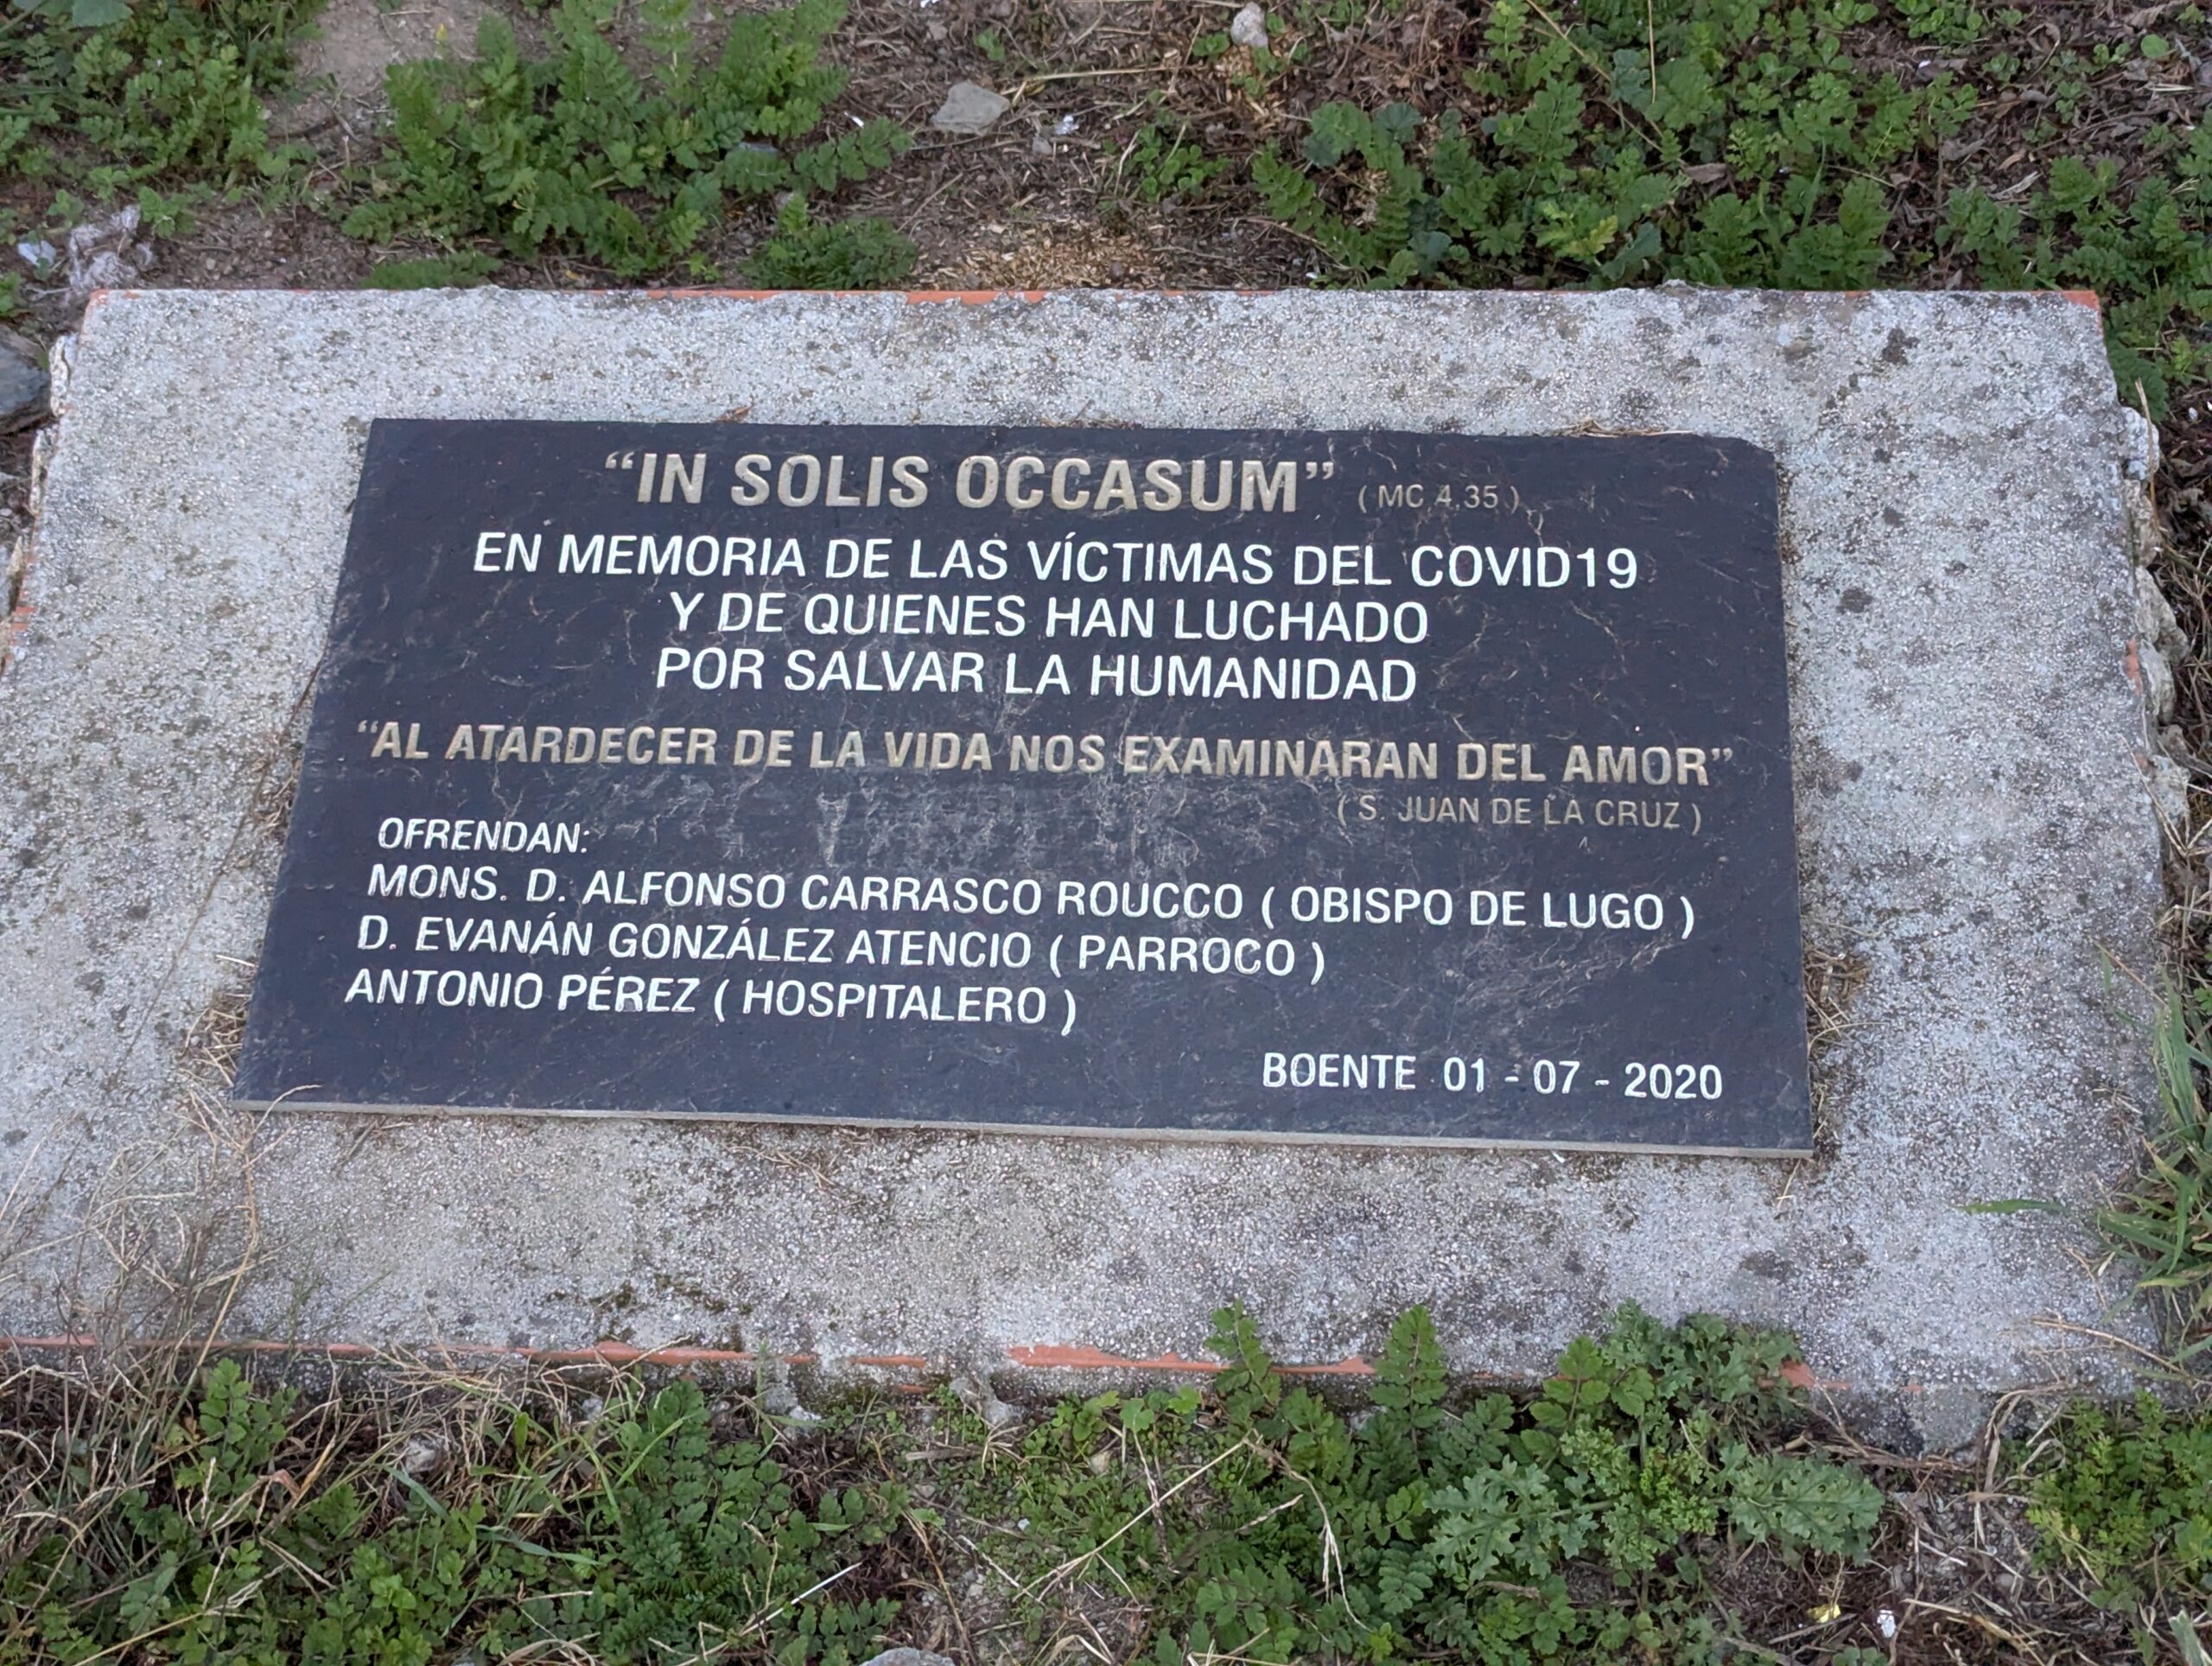 “IN SOLIS OCCASUM” ( MC 4,35 )
EN MEMORIA DE LAS VÍCTIMAS DEL COVID19
Y DE QUIENES HAN LUCHADO
POR SALVAR LA HUMANIDAD
“AL ATARDECER DE LA VIDA NOS EXAMINARAN DEL AMOR”
( S. JUAN DE LA CRUZ )
OFRENDAN:
MONS. D. ALFONSO CARRASCO ROUCCO ( OBISPO DE LUGO )
D. EVANÁN GONZÁLEZ ATENCIO ( PARROCO )
ANTONIO PÉREZ ( HOSPITALERO )
BOENTE 01 - 07 - 2020